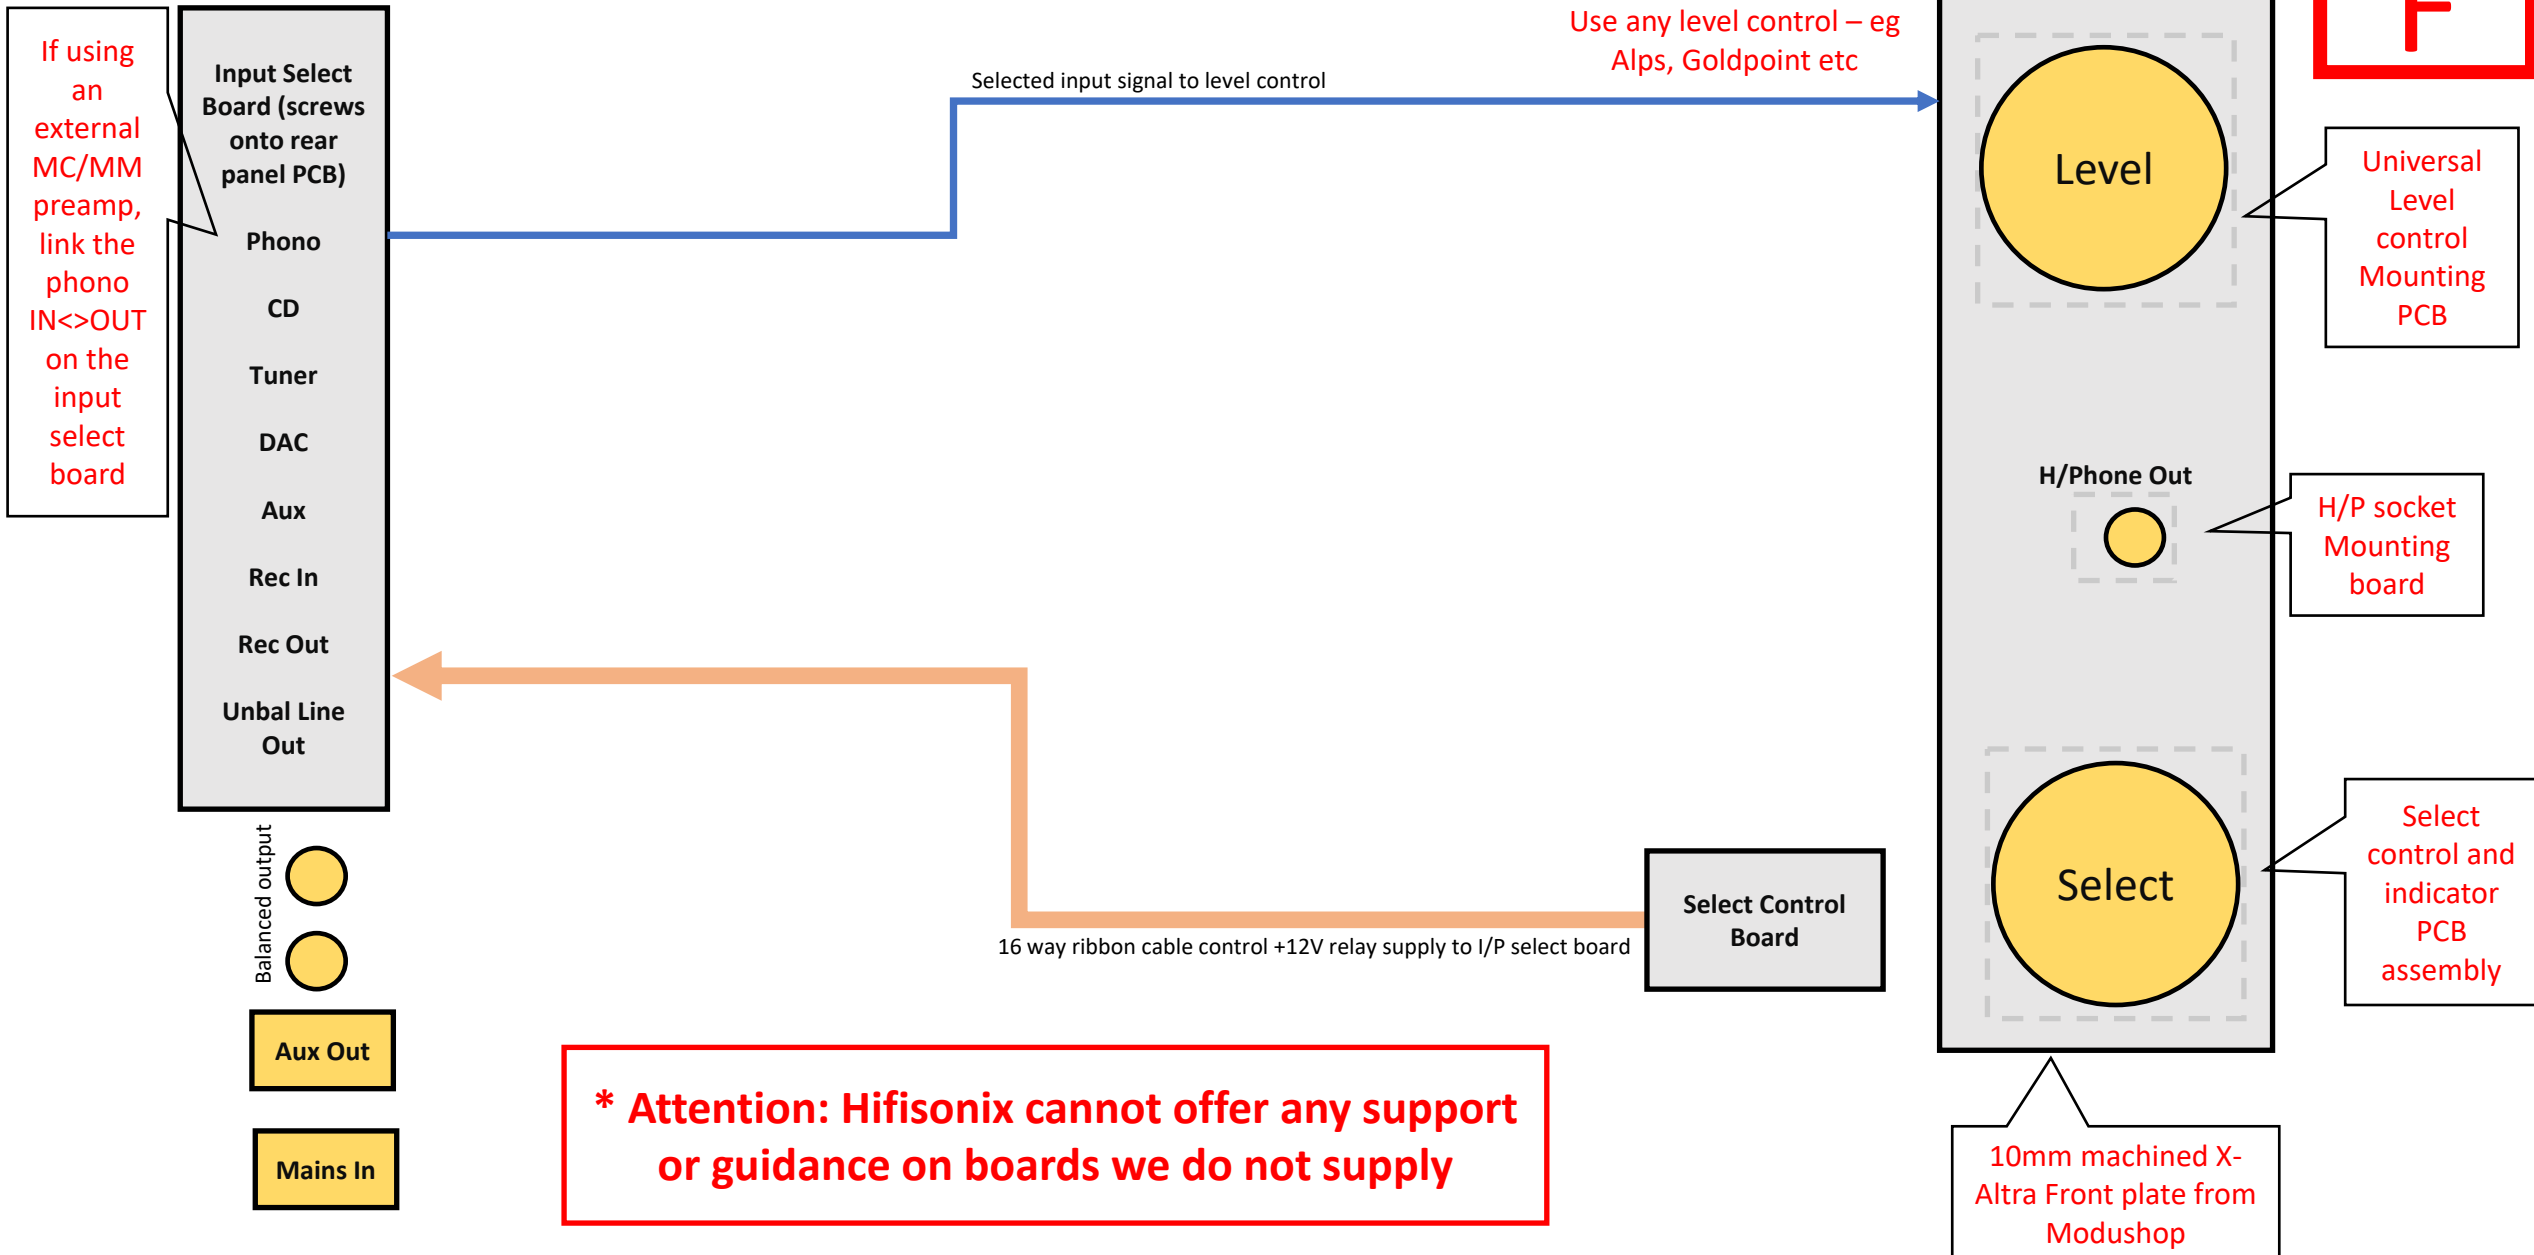 If using
an
external
MC/MM
preamp,
link the
phono
IN<>OUT
on the
input
select
board
Input Select
Board (screws
onto rear
panel PCB)
Phono
CD
Tuner
DAC
Aux
Rec In
Rec Out
Unbal Line
Out
Balanced output
Aux Out
Mains In
Selected input signal to level control
Use any level control – eg
Alps, Goldpoint etc
16 way ribbon cable control +12V relay supply to I/P select board
Select Control
Board
* Attention: Hifisonix cannot offer any support
or guidance on boards we do not supply
Level
H/Phone Out
Select
F
Universal
Level
control
Mounting
PCB
H/P socket
Mounting
board
Select
control and
indicator
PCB
assembly
10mm machined X-
Altra Front plate from
Modushop